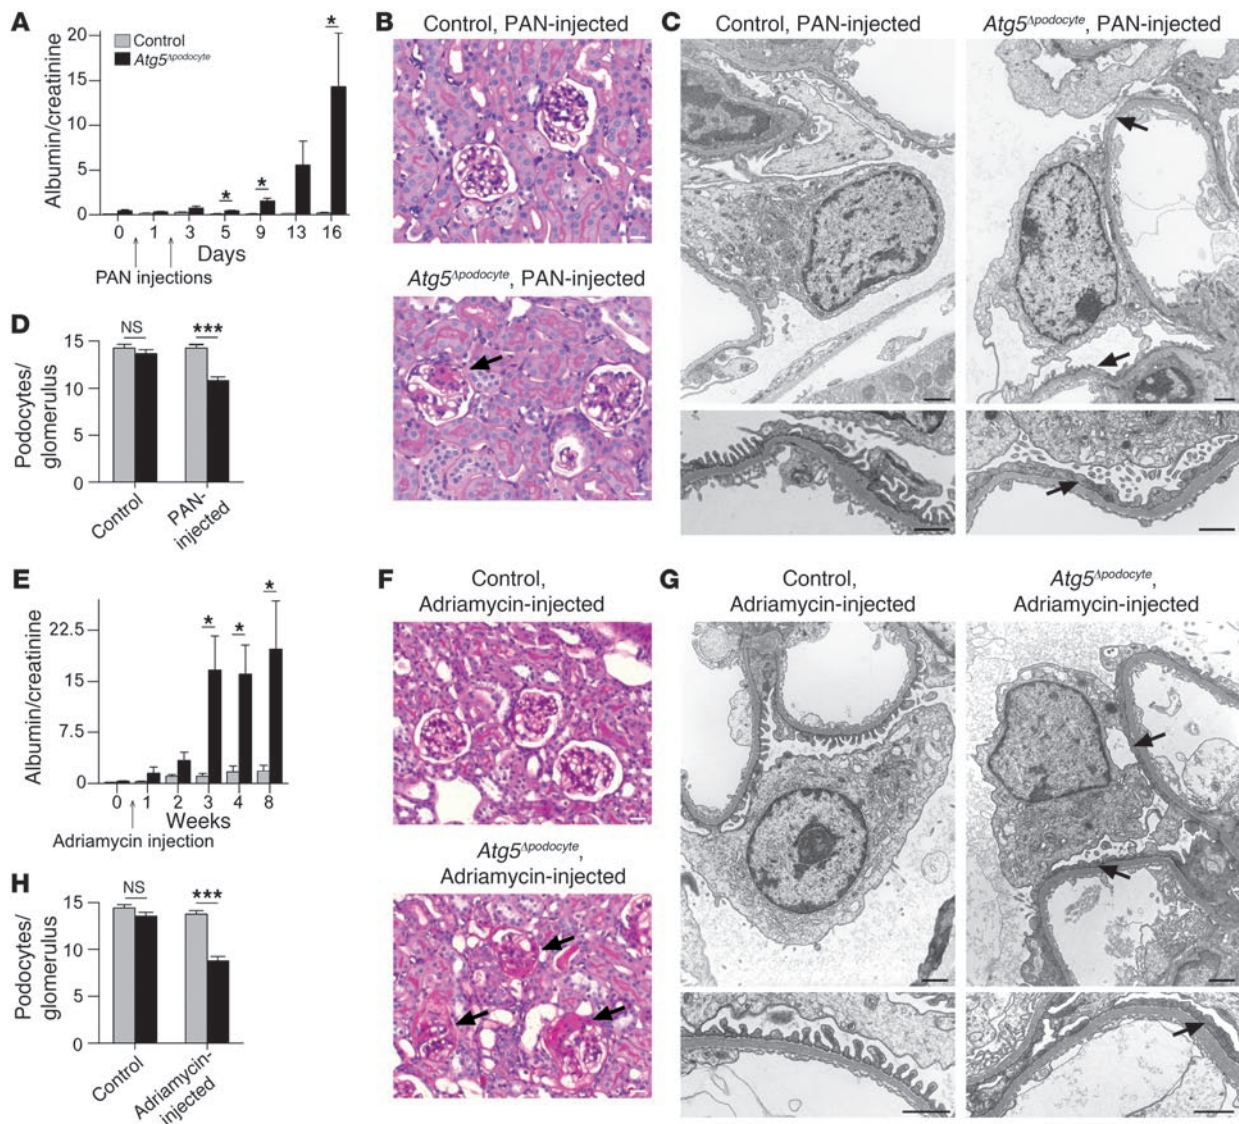 A
Albumin/creatinine
20
15
10
5
0
Control
Atg5Δpodocyte
*
*
*
0 1 3 5 9 13 16
Days
PAN injections
B
Control, PAN-injected
Atg5Δpodocyte, PAN-injected
C
Control, PAN-injected
Atg5Δpodocyte, PAN-injected
D
Podocytes/
glomerulus
15
10
5
0
NS
***
Control
PAN-
injected
E
Albumin/creatinine
22.5
15
7.5
0
*
*
*
0 1 2 3 4 8
Weeks
Adriamycin injection
F
Control,
Adriamycin-injected
Atg5Δpodocyte,
Adriamycin-injected
G
Control,
Adriamycin-injected
Atg5Δpodocyte,
Adriamycin-injected
H
Podocytes/
glomerulus
15
10
5
0
NS
***
Control
Adriamycin-
injected